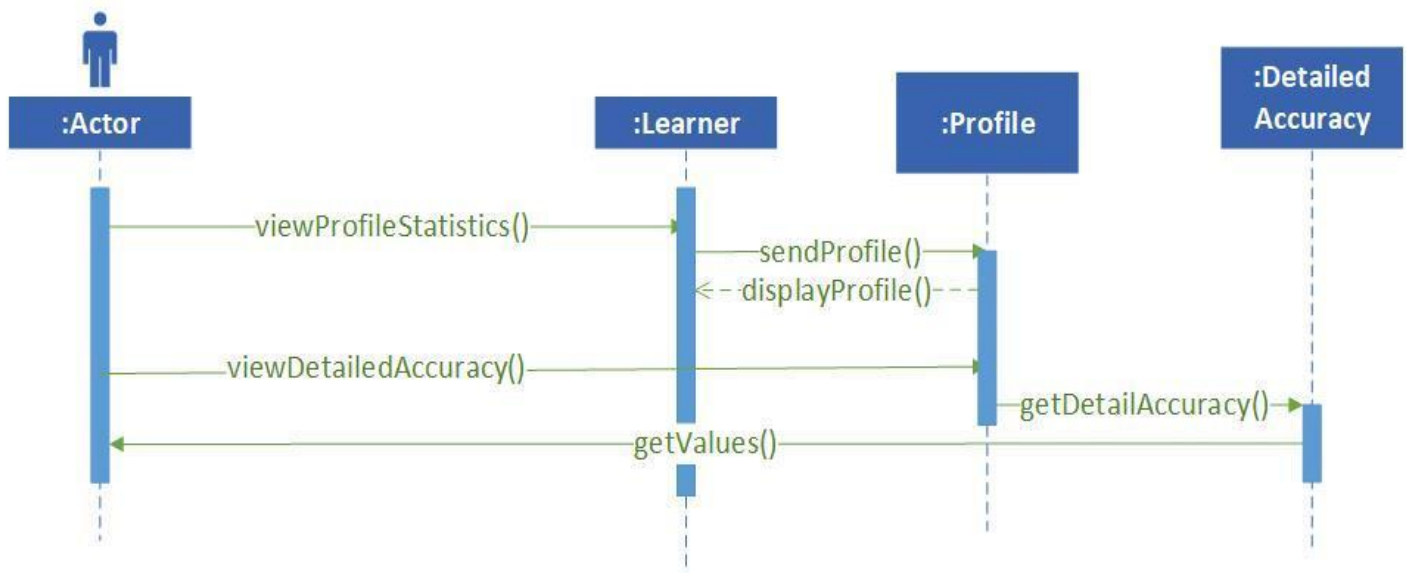 :Actor
:Learner
:Profile
:Detailed
Accuracy
viewProfileStatistics()
sendProfile()
displayProfile()
viewDetailedAccuracy()
getDetailAccuracy()
getValues()